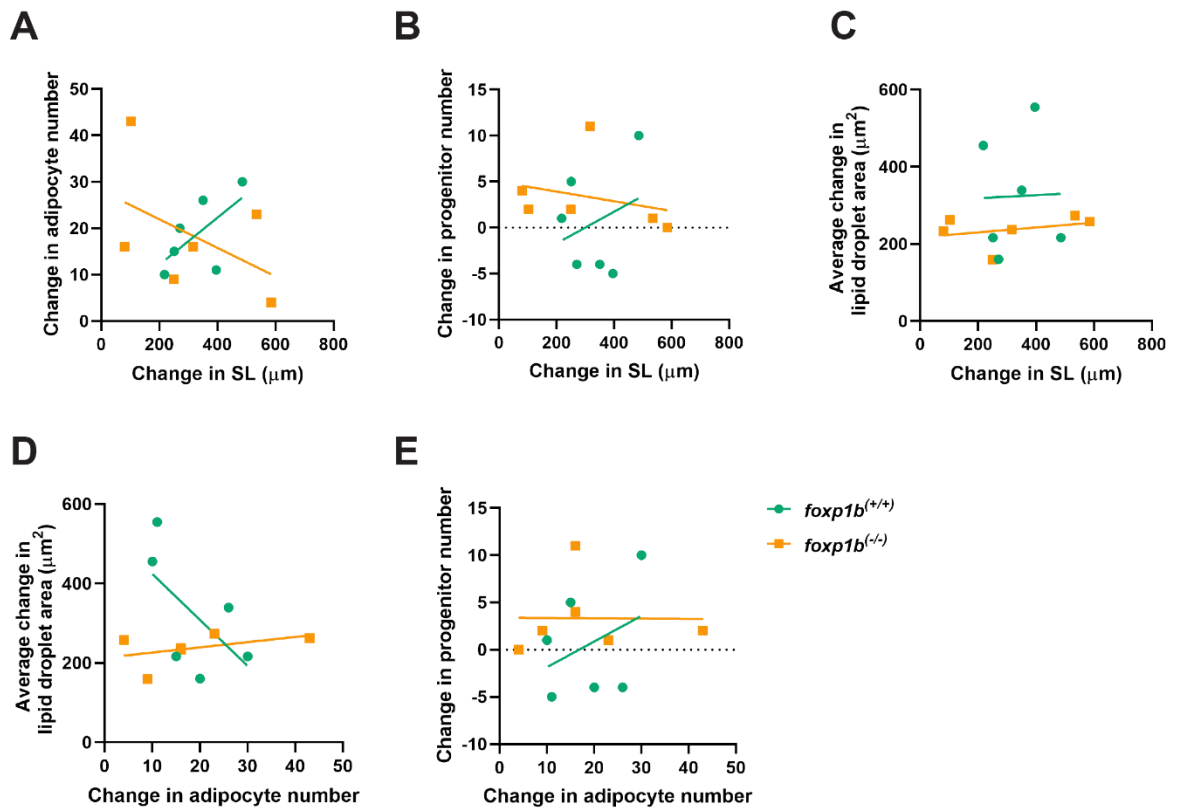 A
Change in adipocyte number
50
40
30
20
10
0
0 200 400 600 800
Change in SL (μm)
B
Change in progenitor number
15
10
5
0
-5
-10
0 200 400 600 800
Change in SL (μm)
C
Average change in
lipid droplet area (μm²)
600
400
200
0
0 200 400 600 800
Change in SL (μm)
D
Average change in
lipid droplet area (μm²)
600
400
200
0
0 10 20 30 40 50
Change in adipocyte number
E
Change in progenitor number
15
10
5
0
-5
-10
0 10 20 30 40 50
Change in adipocyte number
foxp1b(+/+)
foxp1b(-/-)